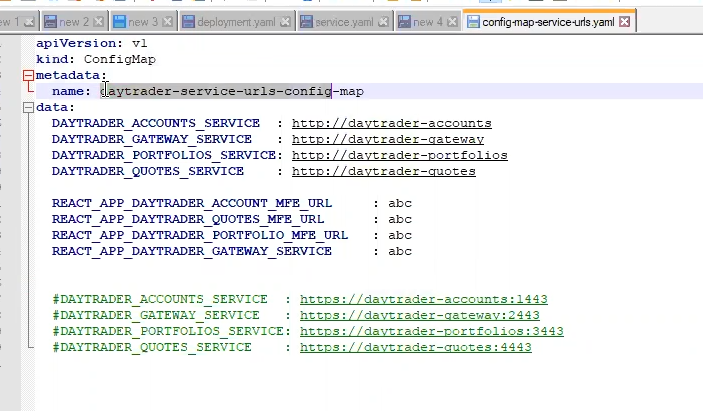 new 2
new 3
deployment.yaml
service.yaml
new 4
config-map-service-urls.yaml
apiVersion: v1
kind: ConfigMap
metadata:
name: daytrader-service-urls-config-map
data:
DAYTRADER_ACCOUNTS_SERVICE : http://daytrader-accounts
DAYTRADER_GATEWAY_SERVICE : http://daytrader-gateway
DAYTRADER_PORTFOLIOS_SERVICE: http://daytrader-portfolios
DAYTRADER_QUOTES_SERVICE : http://daytrader-quotes
REACT_APP_DAYTRADER_ACCOUNT_MFE_URL : abc
REACT_APP_DAYTRADER_QUOTES_MFE_URL : abc
REACT_APP_DAYTRADER_PORTFOLIO_MFE_URL : abc
REACT_APP_DAYTRADER_GATEWAY_SERVICE : abc
#DAYTRADER_ACCOUNTS_SERVICE : https://daytrader-accounts:1443
#DAYTRADER_GATEWAY_SERVICE : https://daytrader-gateway:2443
#DAYTRADER_PORTFOLIOS_SERVICE: https://daytrader-portfolios:3443
#DAYTRADER_QUOTES_SERVICE : https://daytrader-quotes:4443